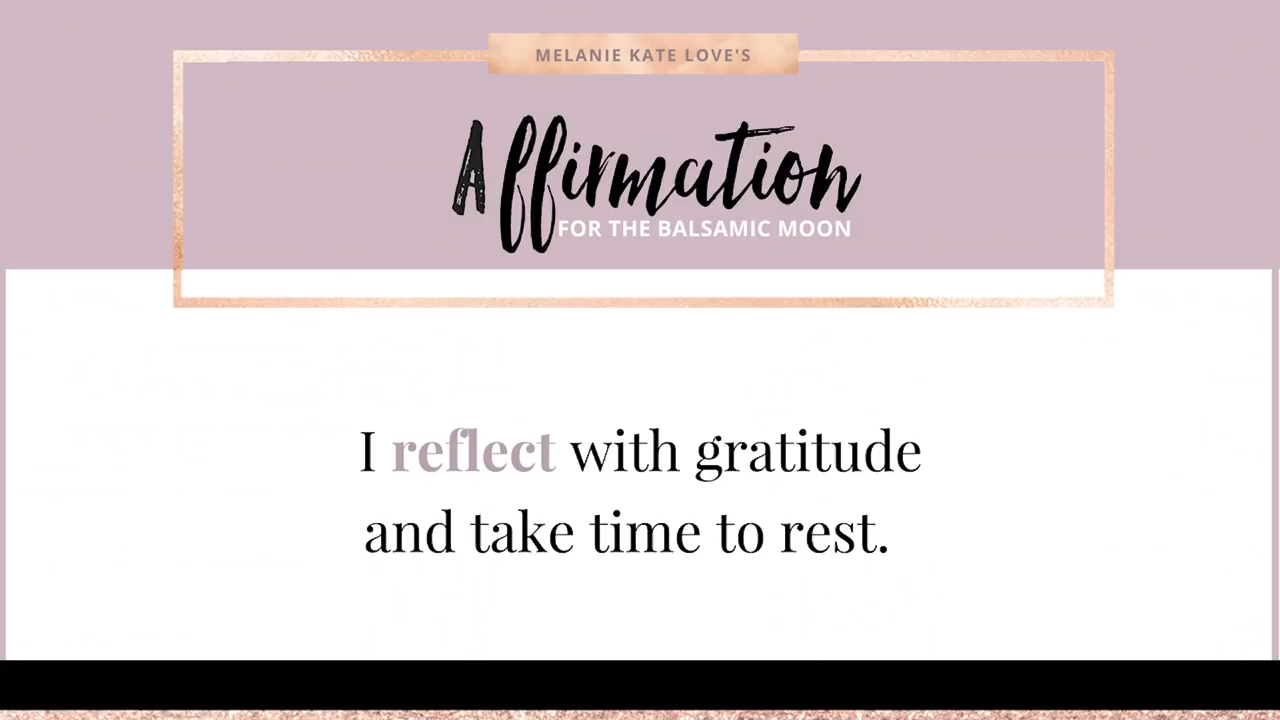 MELANIE KATE LOVE'S
Affirmation
FOR THE BALSAMIC MOON
I reflect with gratitude
and take time to rest.